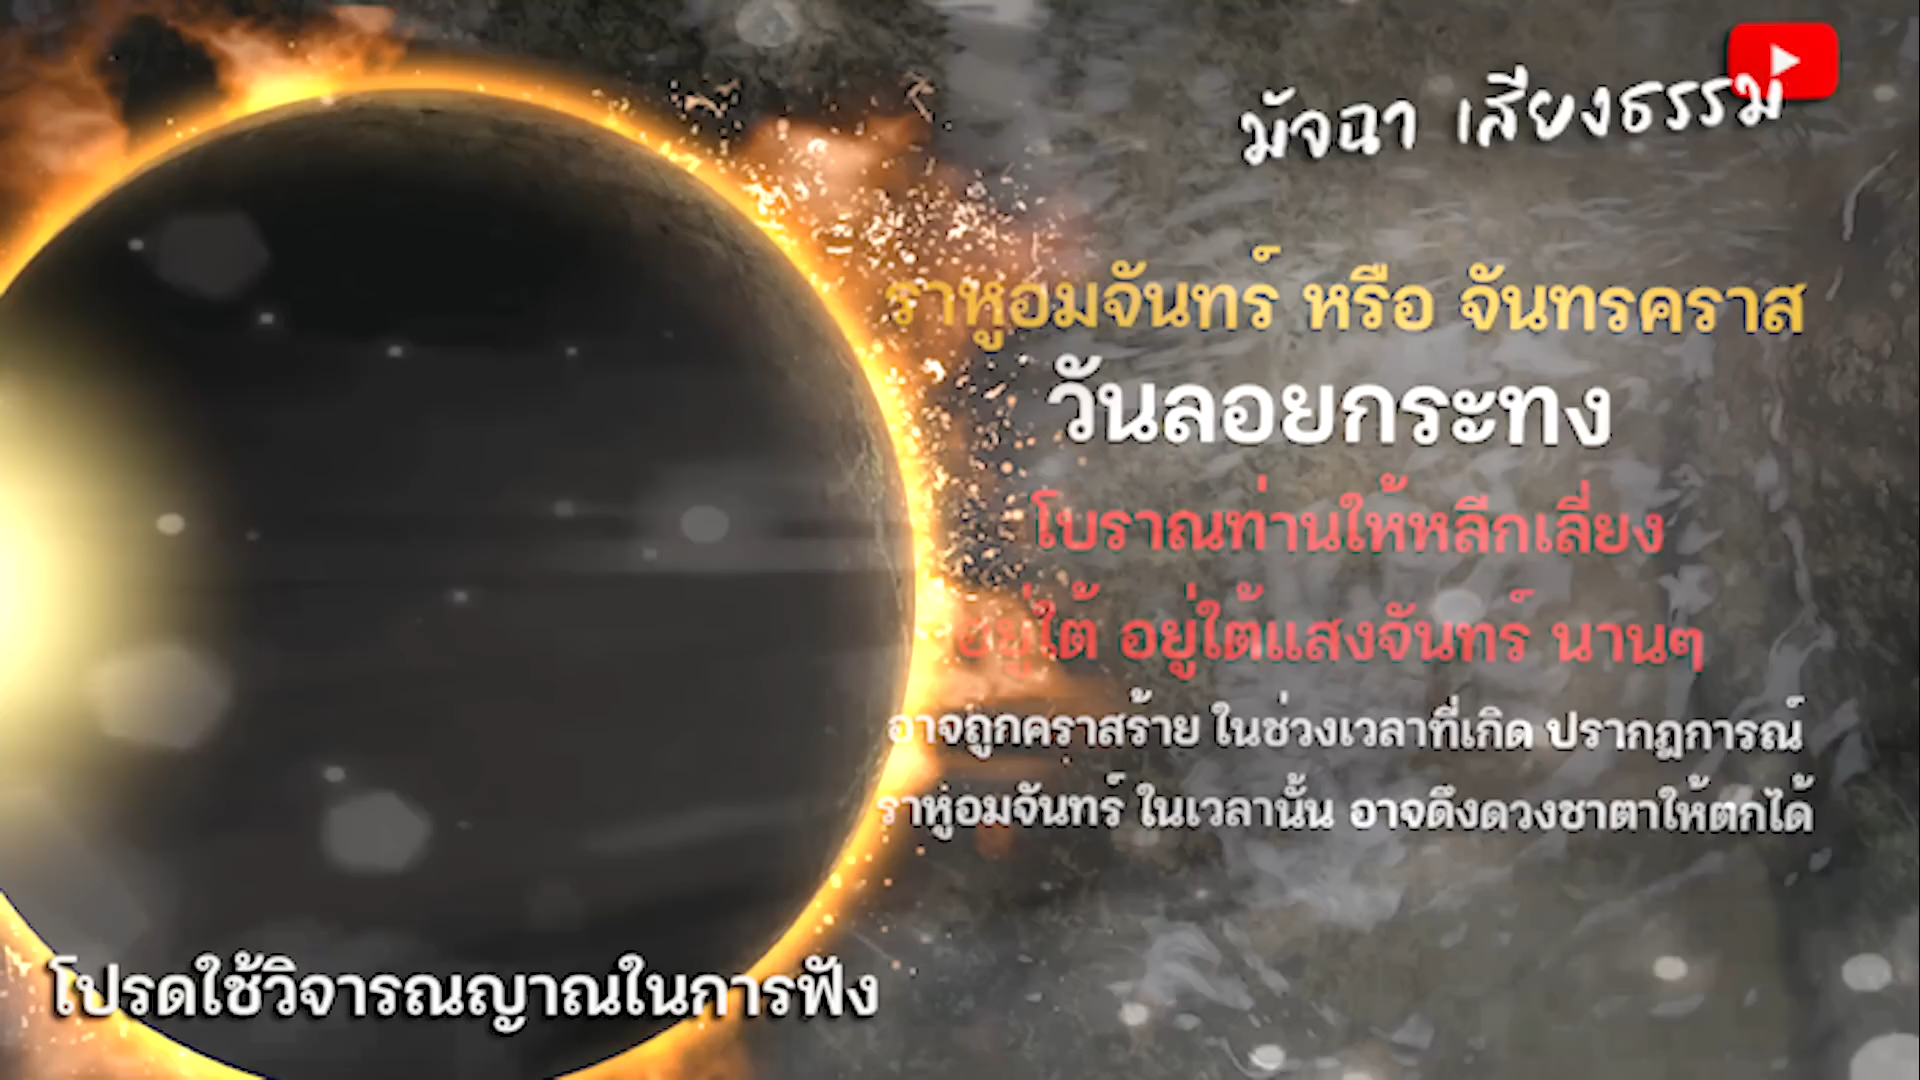 มัจฉา เสียงธรรม
ราหูอมจันทร์ หรือ จันทรคราส
วันลอยกระทง
โบราณท่านให้หลีกเลี่ยง
อยู่ใต้ อยู่ใต้แสงจันทร์ นานๆ
อาจถูกคราสร้าย ในช่วงเวลาที่เกิด ปรากฏการณ์
ราหูอมจันทร์ ในเวลานั้น อาจดึงดวงชาตาให้ตกได้
โปรดใช้วิจารณญาณในการฟัง